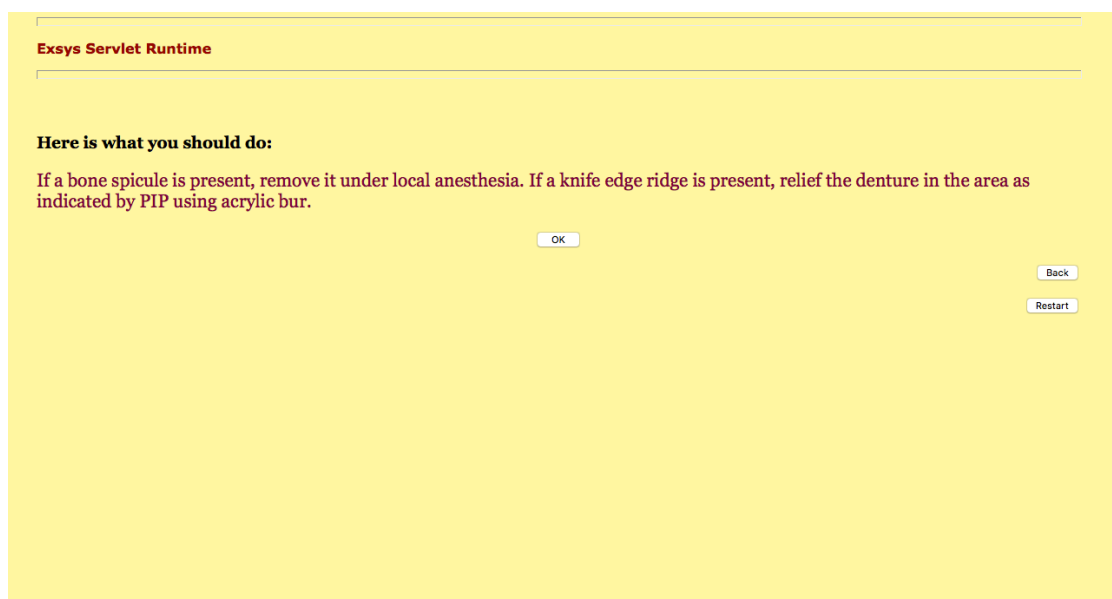 Exsys Servlet Runtime
Here is what you should do:
If a bone spicule is present, remove it under local anesthesia. If a knife edge ridge is present, relief the denture in the area as
indicated by PIP using acrylic bur.
OK
Back
Restart